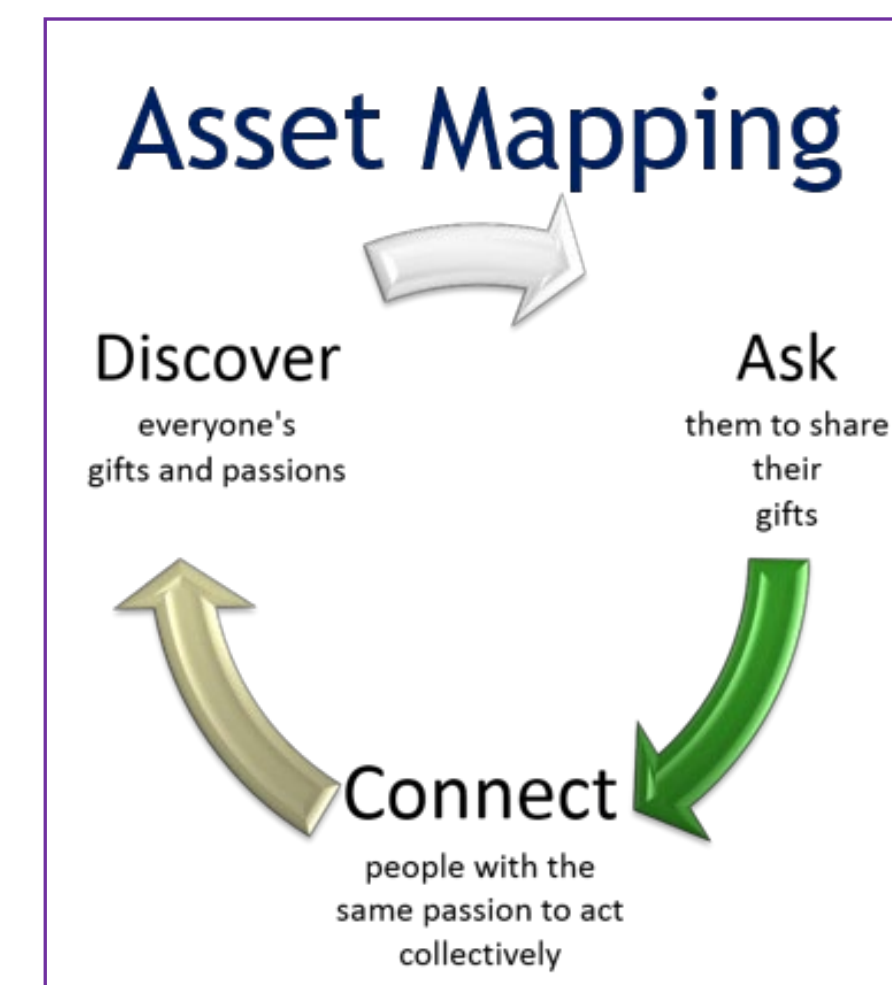 Asset Mapping
Discover
everyone's
gifts and passions
Ask
them to share
their
gifts
Connect
people with the
same passion to act
collectively